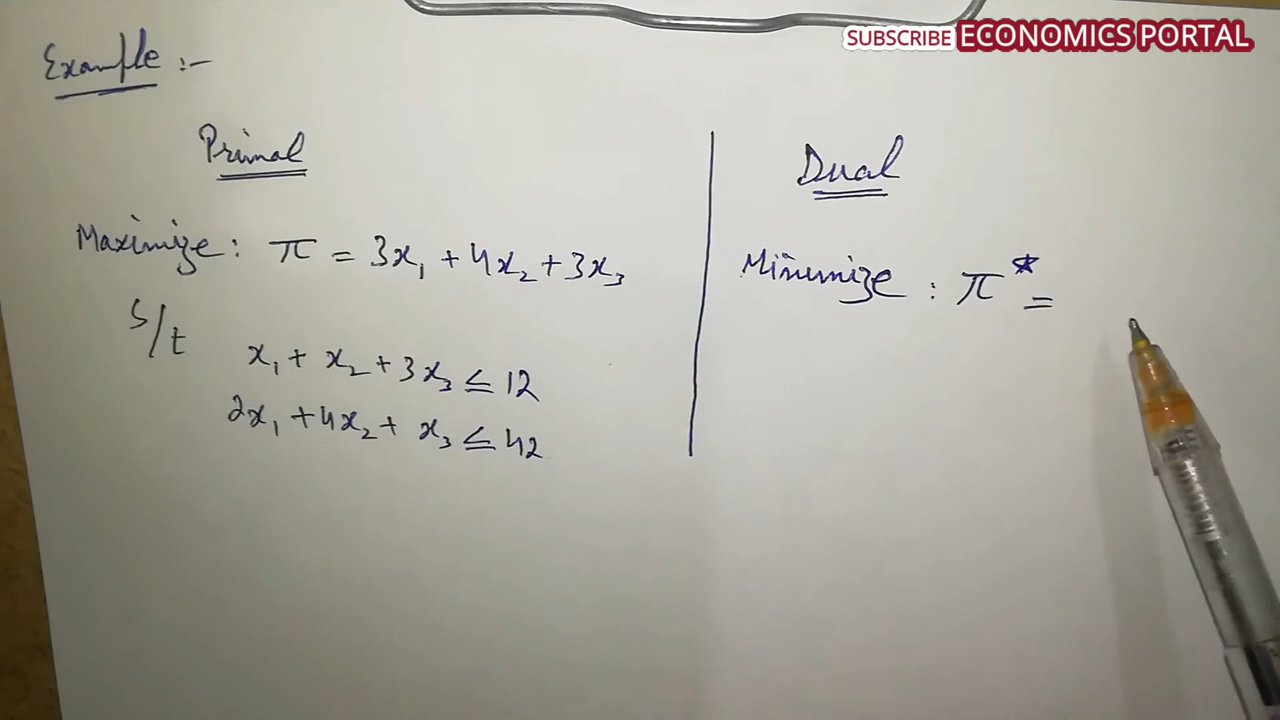 SUBSCRIBE ECONOMICS PORTAL
Example :-
Primal
Maximize : π = 3x₁ + 4x₂ + 3x₃
S/t
x₁ + x₂ + 3x₃ ≤ 12
2x₁ + 4x₂ + x₃ ≤ 42
Dual
Minimize : π* =